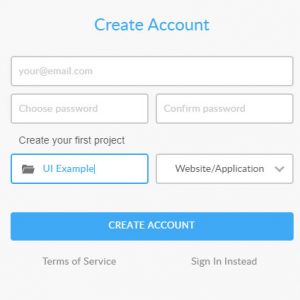 Create Account
your@email.com
Choose password Confirm password
Create your first project
UI Example Website/Application
CREATE ACCOUNT
Terms of Service Sign In Instead